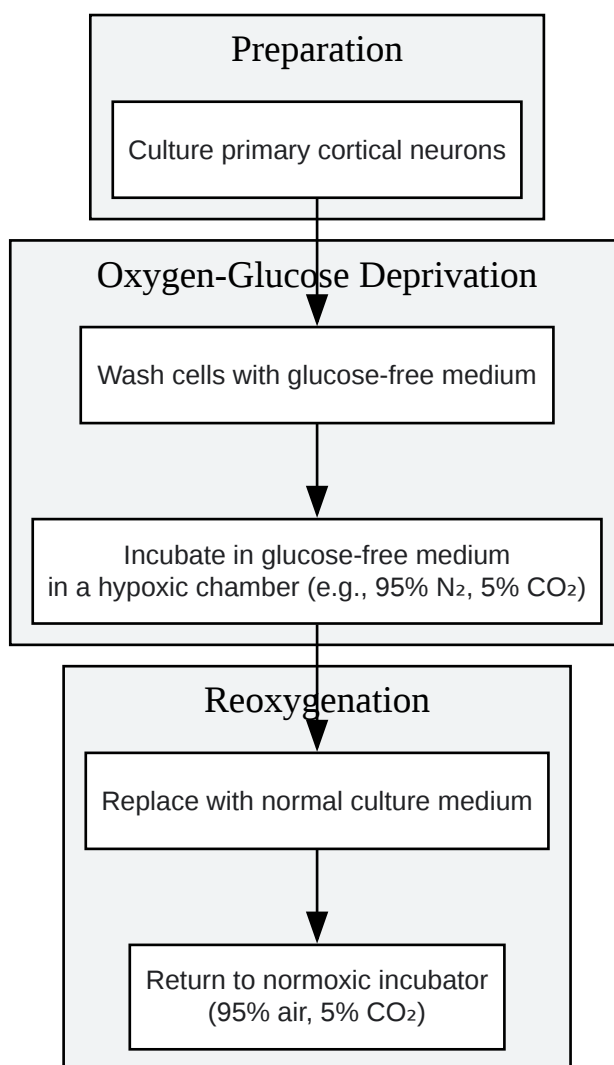 Preparation
Culture primary cortical neurons
Oxygen-Glucose Deprivation
Wash cells with glucose-free medium
Incubate in glucose-free medium
in a hypoxic chamber (e.g., 95% N₂, 5% CO₂)
Reoxygenation
Replace with normal culture medium
Return to normoxic incubator
(95% air, 5% CO₂)